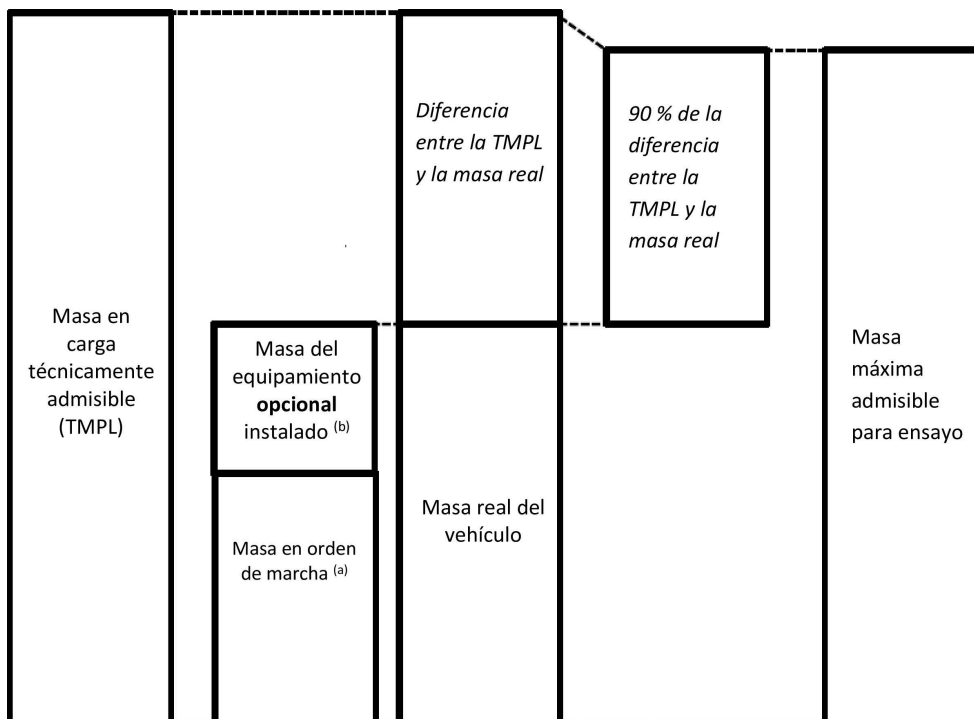 Masa en
carga
técnicamente
admisible
(TMPL)
Masa del
equipamiento
opcional
instalado (b)
Masa en orden
de marcha (a)
Diferencia
entre la TMPL
y la masa real
Masa real del
vehículo
90 % de la
diferencia
entre la
TMPL y la
masa real
Masa
máxima
admisible
para ensayo